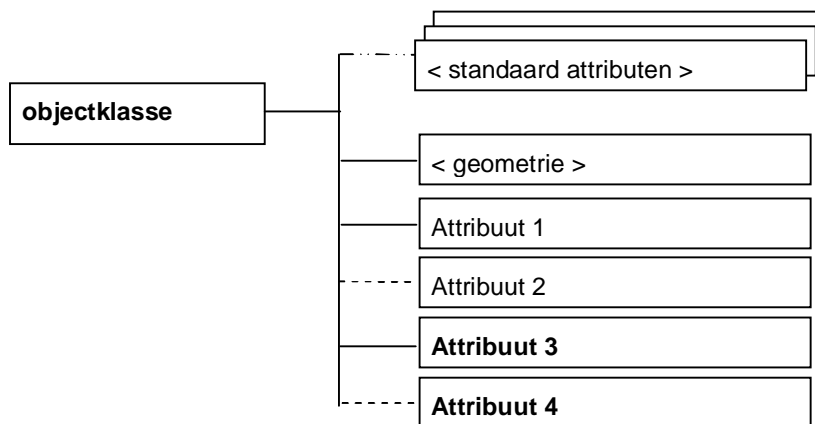 < standaard attributen >
objectklasse
< geometrie >
Attribuut 1
Attribuut 2
Attribuut 3
Attribuut 4